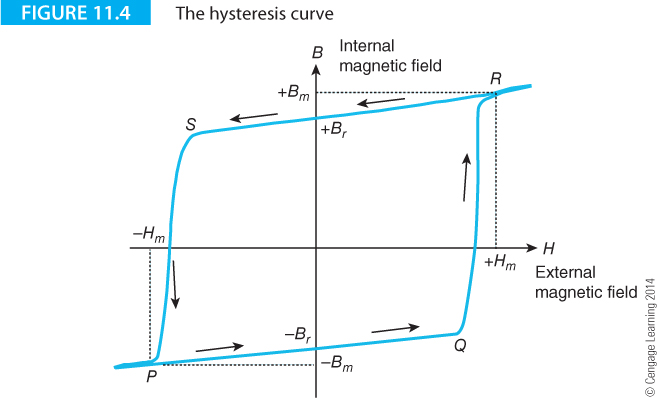 FIGURE 11.4
The hysteresis curve
B
Internal
magnetic field
R
+Bm
S
+Br
−Hm
H
+Hm
External
magnetic field
−Br
Q
−Bm
P
© Cengage Learning 2014